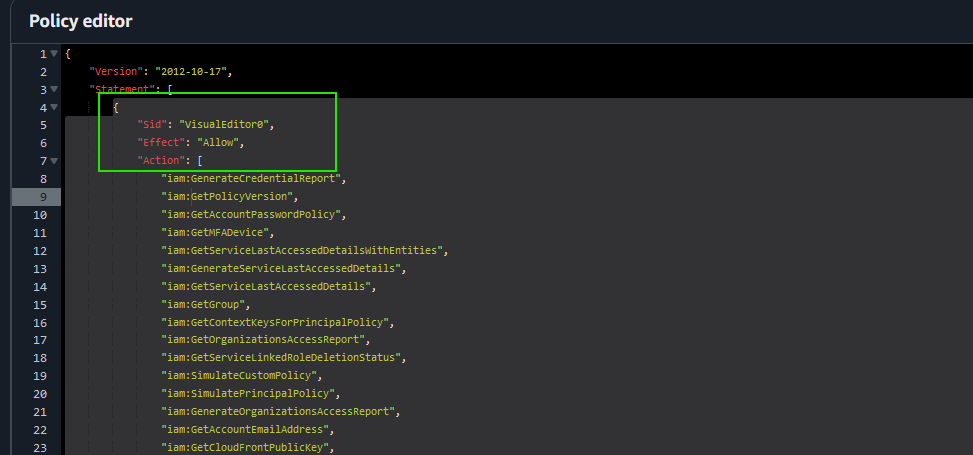 Policy editor
1 {
2 "Version": "2012-10-17",
3 "Statement": [
4 {
5 "Sid": "VisualEditor0",
6 "Effect": "Allow",
7 "Action": [
8 "iam:GenerateCredentialReport",
9 "iam:GetPolicyVersion",
10 "iam:GetAccountPasswordPolicy",
11 "iam:GetMFADevice",
12 "iam:GetServiceLastAccessedDetailsWithEntities",
13 "iam:GenerateServiceLastAccessedDetails",
14 "iam:GetServiceLastAccessedDetails",
15 "iam:GetGroup",
16 "iam:GetContextKeysForPrincipalPolicy",
17 "iam:GetOrganizationsAccessReport",
18 "iam:GetServiceLinkedRoleDeletionStatus",
19 "iam:SimulateCustomPolicy",
20 "iam:SimulatePrincipalPolicy",
21 "iam:GenerateOrganizationsAccessReport",
22 "iam:GetAccountEmailAddress",
23 "iam:GetCloudFrontPublicKey",